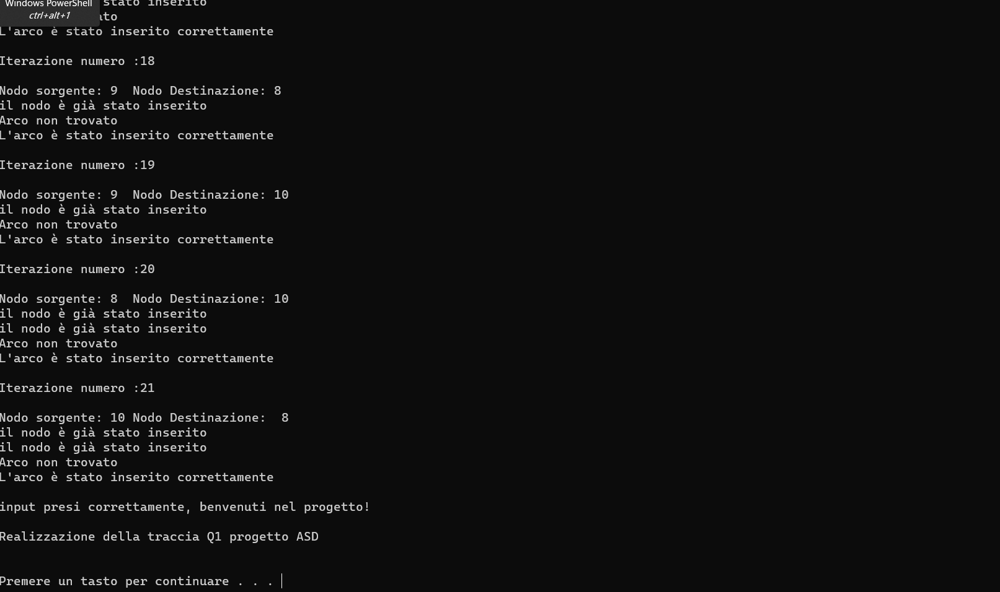 Windows PowerShell
ctrl+alt+1
stato inserito
ato
L'arco è stato inserito correttamente
Iterazione numero :18
Nodo sorgente: 9  Nodo Destinazione: 8
il nodo è già stato inserito
Arco non trovato
L'arco è stato inserito correttamente
Iterazione numero :19
Nodo sorgente: 9  Nodo Destinazione: 10
il nodo è già stato inserito
Arco non trovato
L'arco è stato inserito correttamente
Iterazione numero :20
Nodo sorgente: 8  Nodo Destinazione: 10
il nodo è già stato inserito
il nodo è già stato inserito
Arco non trovato
L'arco è stato inserito correttamente
Iterazione numero :21
Nodo sorgente: 10 Nodo Destinazione:  8
il nodo è già stato inserito
il nodo è già stato inserito
Arco non trovato
L'arco è stato inserito correttamente
input presi correttamente, benvenuti nel progetto!
Realizzazione della traccia Q1 progetto ASD
Premere un tasto per continuare . . .